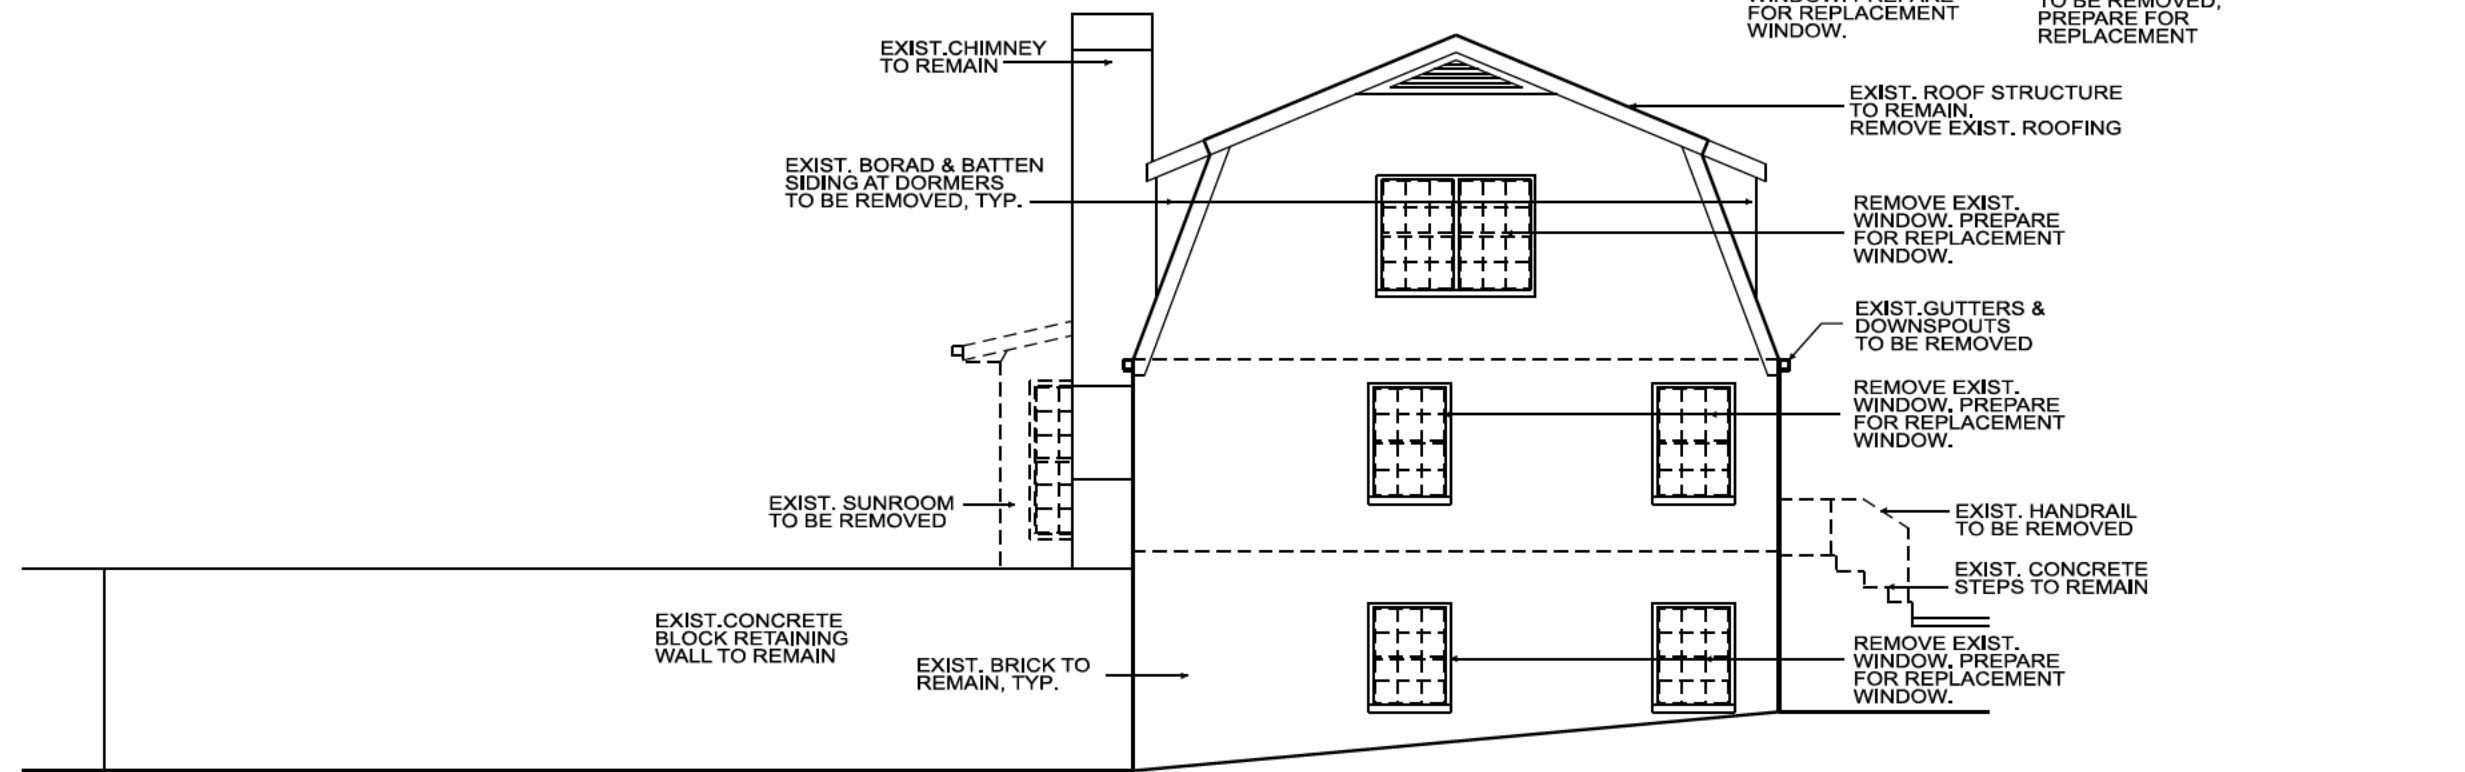 FOR REPLACEMENT
WINDOW.
TO BE REMOVED,
PREPARE FOR
REPLACEMENT
EXIST.CHIMNEY
TO REMAIN
EXIST. ROOF STRUCTURE
TO REMAIN.
REMOVE EXIST. ROOFING
EXIST. BORAD & BATTEN
SIDING AT DORMERS
TO BE REMOVED, TYP.
REMOVE EXIST.
WINDOW. PREPARE
FOR REPLACEMENT
WINDOW.
EXIST.GUTTERS &
DOWNSPOUTS
TO BE REMOVED
REMOVE EXIST.
WINDOW. PREPARE
FOR REPLACEMENT
WINDOW.
EXIST. SUNROOM
TO BE REMOVED
EXIST. HANDRAIL
TO BE REMOVED
EXIST. CONCRETE
STEPS TO REMAIN
EXIST.CONCRETE
BLOCK RETAINING
WALL TO REMAIN
EXIST. BRICK TO
REMAIN, TYP.
REMOVE EXIST.
WINDOW. PREPARE
FOR REPLACEMENT
WINDOW.